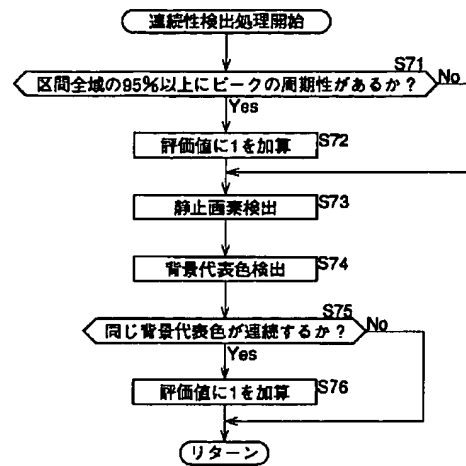 連続性検出処理開始
S71
区間全域の95%以上にピークの周期性があるか？ No
Yes
評価値に1を加算 S72
静止画素検出 S73
背景代表色検出 S74
S75
同じ背景代表色が連続するか？ No
Yes
評価値に1を加算 S76
リターン